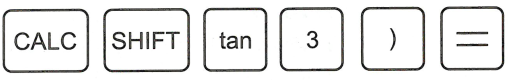 CALC SHIFT tan 3 ) =